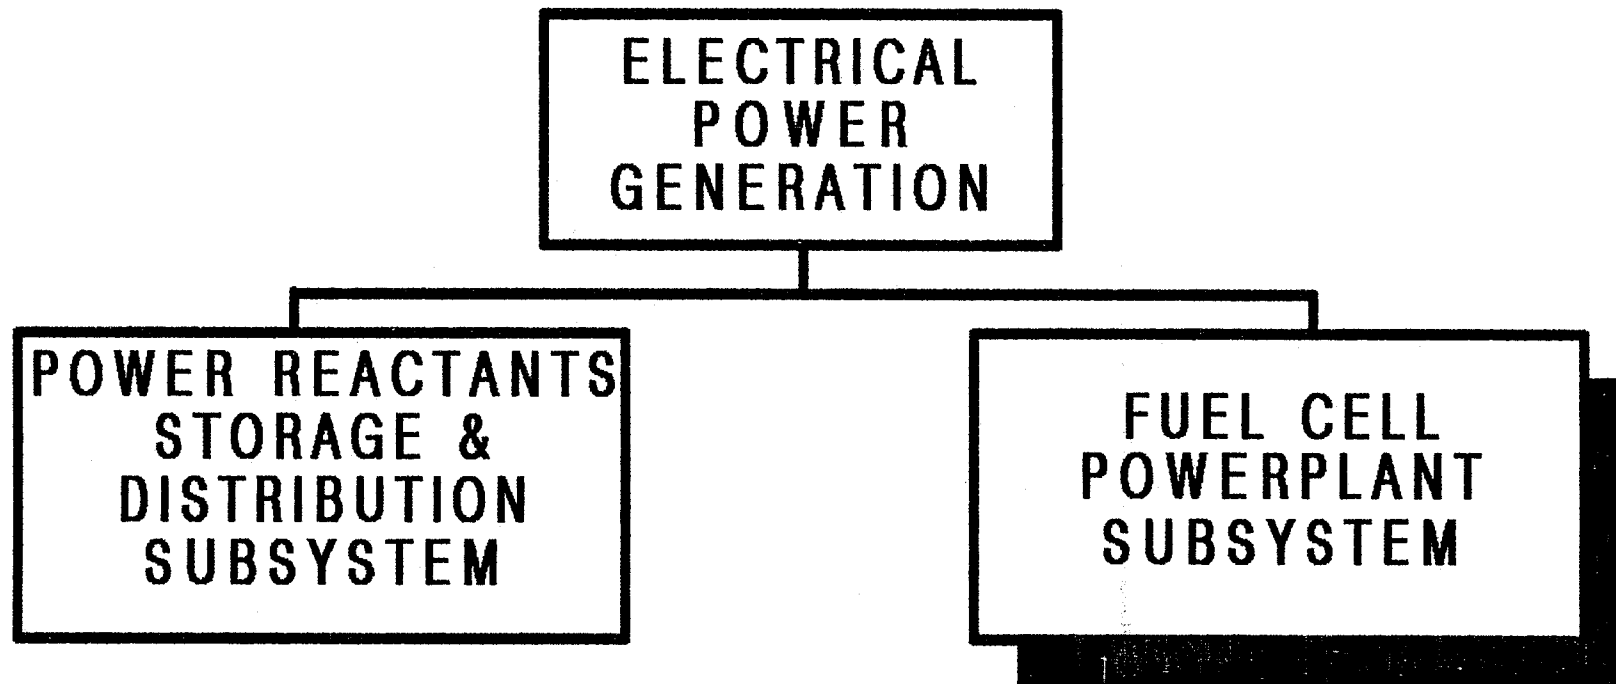 ELECTRICAL
POWER
GENERATION
POWER REACTANTS
STORAGE &
DISTRIBUTION
SUBSYSTEM
FUEL CELL
POWERPLANT
SUBSYSTEM